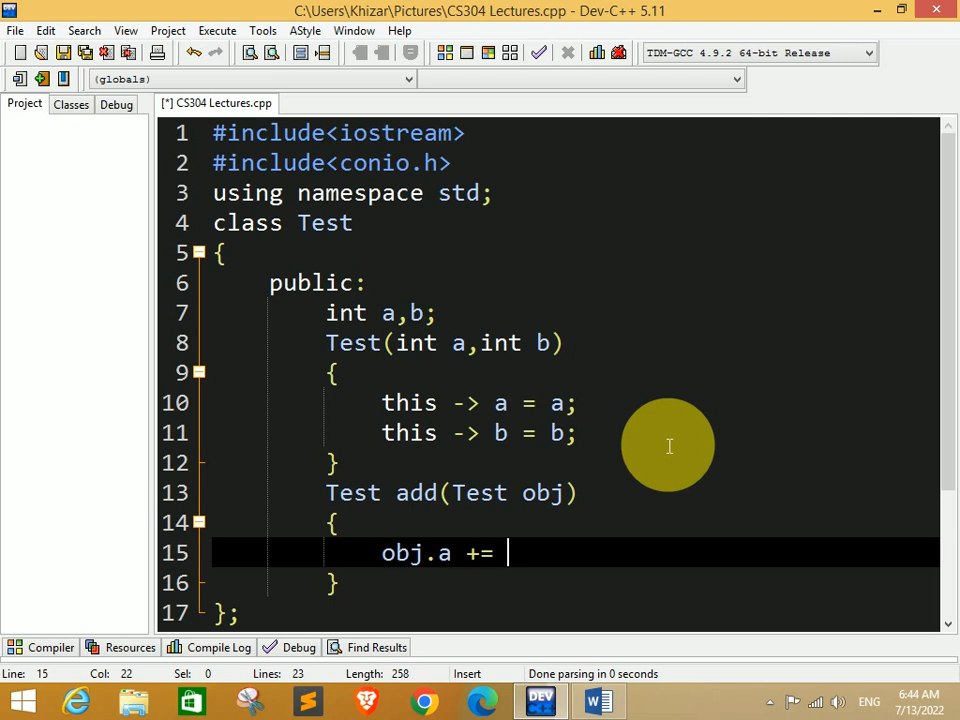 C:\Users\Khizar\Pictures\CS304 Lectures.cpp - Dev-C++ 5.11
File Edit Search View Project Execute Tools AStyle Window Help
TDM-GCC 4.9.2 64-bit Release
(globals)
Project Classes Debug [*] CS304 Lectures.cpp
1 #include<iostream>
2 #include<conio.h>
3 using namespace std;
4 class Test
5 {
6 public:
7 int a,b;
8 Test(int a,int b)
9 {
10 this -> a = a;
11 this -> b = b;
12 }
13 Test add(Test obj)
14 {
15 obj.a +=
16 }
17 };
Compiler Resources Compile Log Debug Find Results
Line: 15 Col: 22 Sel: 0 Lines: 23 Length: 258 Insert Done parsing in 0 seconds
DEV C++ ENG 6:44 AM
7/13/2022